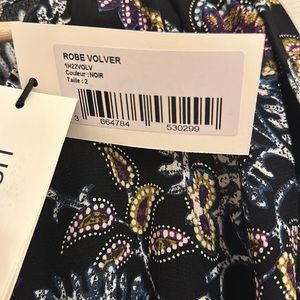 ROBE VOLVER
1H22VOLV
Couleur : NOIR
Taille : 2
3 664784 530299